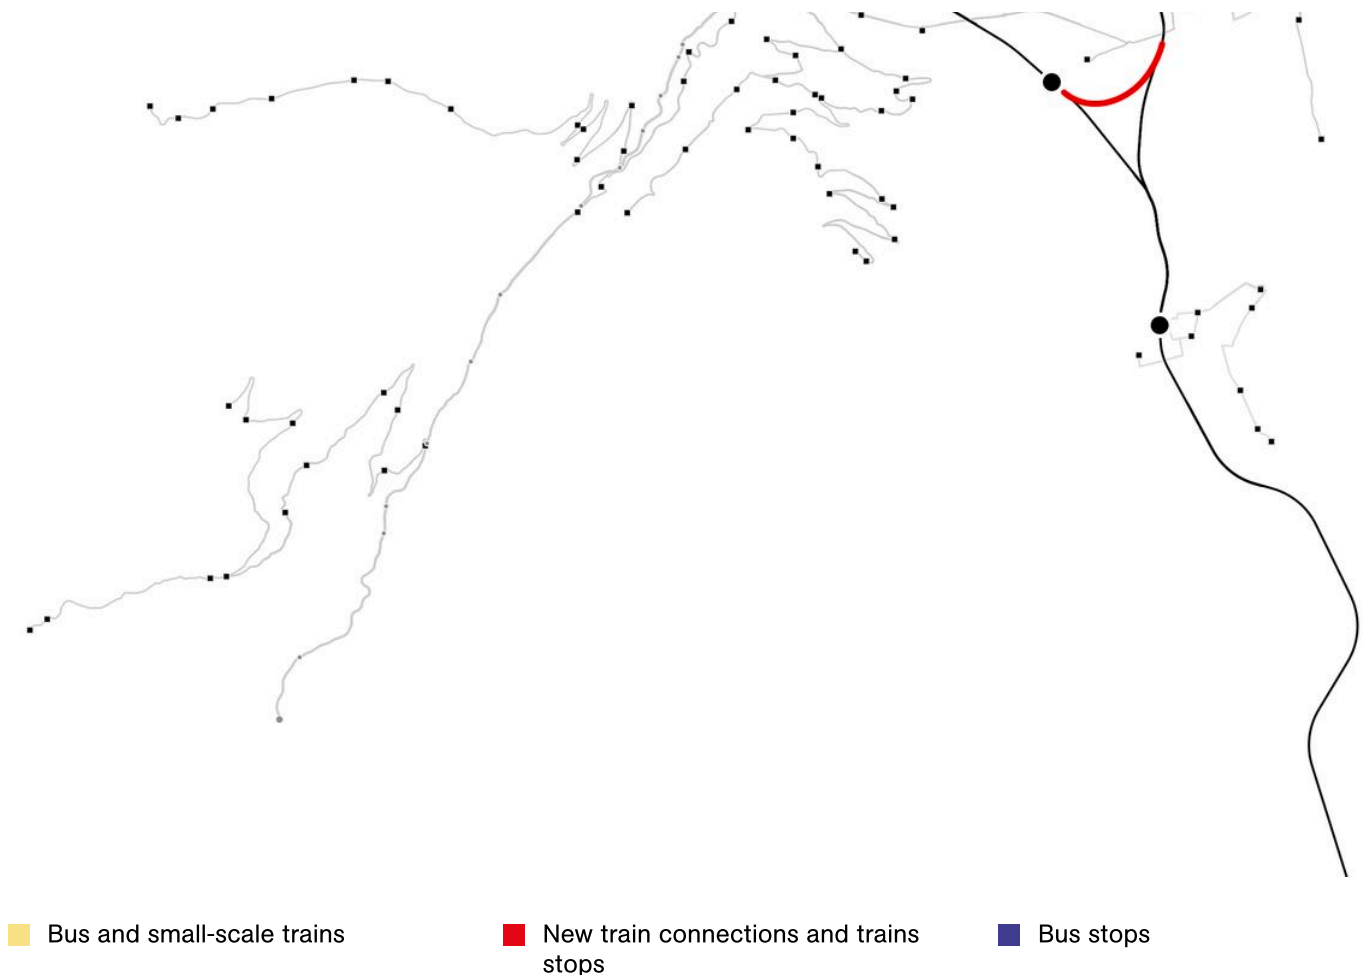 Bus and small-scale trains
New train connections and trains
stops
Bus stops